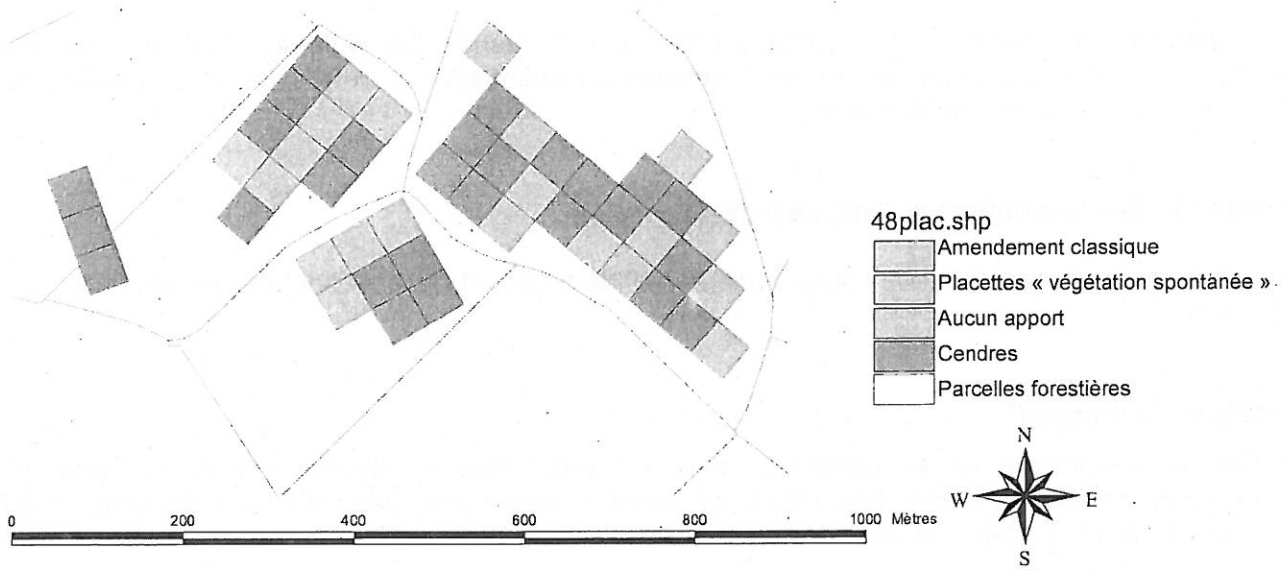 48plac.shp
Amendement classique
Placettes « végétation spontanée »
Aucun apport
Cendres
Parcelles forestières
N
W E
S
0 200 400 600 800 1000 Mètres